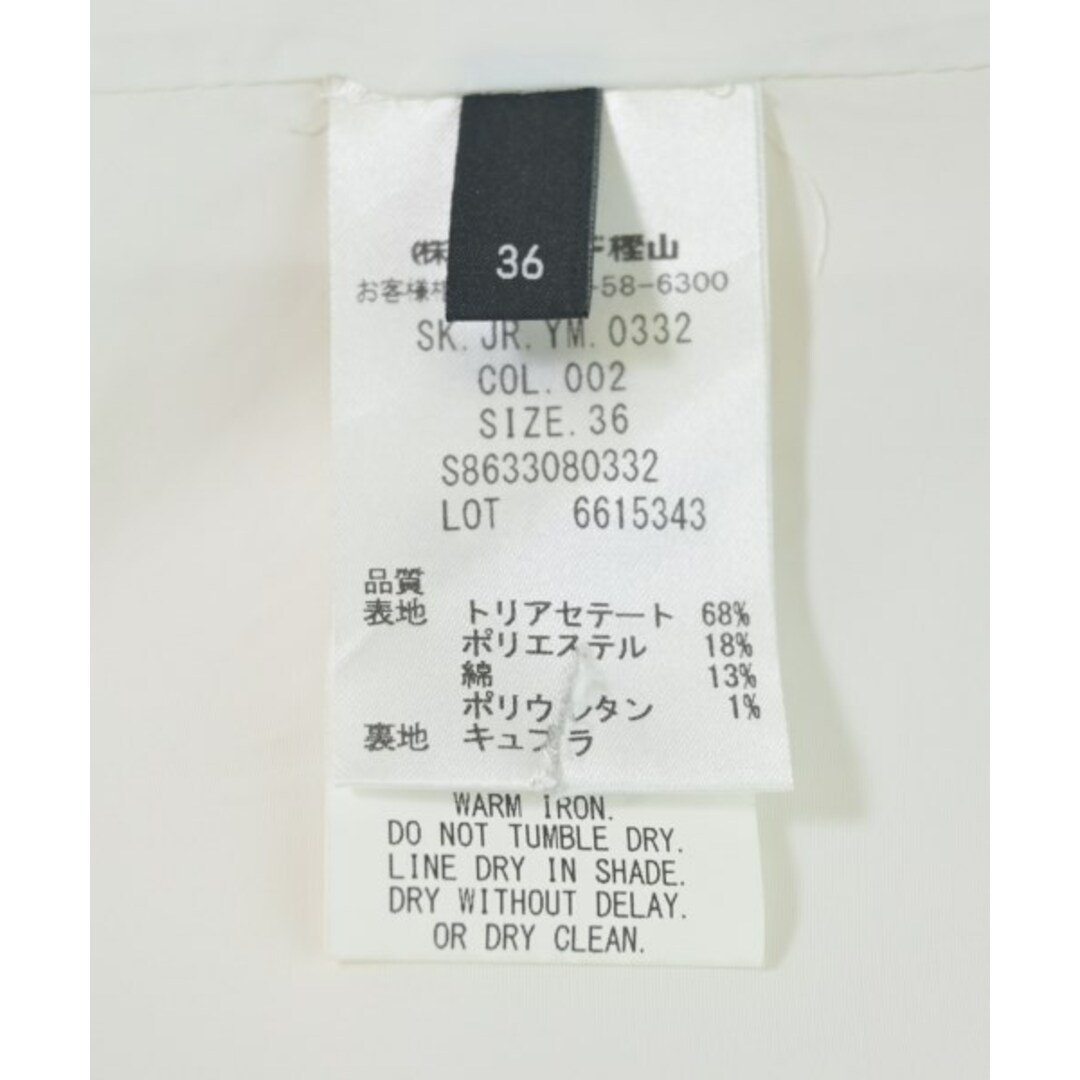 36
(株 樫山
お客様 -58-6300
SK.JR.YM.0332
COL.002
SIZE.36
S8633080332
LOT 6615343
品質
表地 トリアセテート 68%
ポリエステル 18%
綿 13%
ポリウレタン 1%
裏地 キュプラ
WARM IRON.
DO NOT TUMBLE DRY.
LINE DRY IN SHADE.
DRY WITHOUT DELAY.
OR DRY CLEAN.